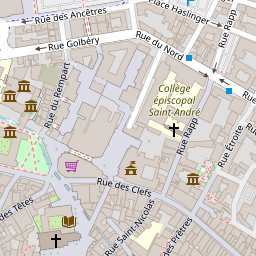 Rue des Ancêtres
Place Haslinger
Rue Rapp
Rue Golbéry
Rue du Nord
Rue du Rempart
Collège
épiscopal
Saint-André
Rue Rapp
Rue Étroite
Rue des Clefs
des Têtes
Rue Saint-Nicolas
des Prêtres